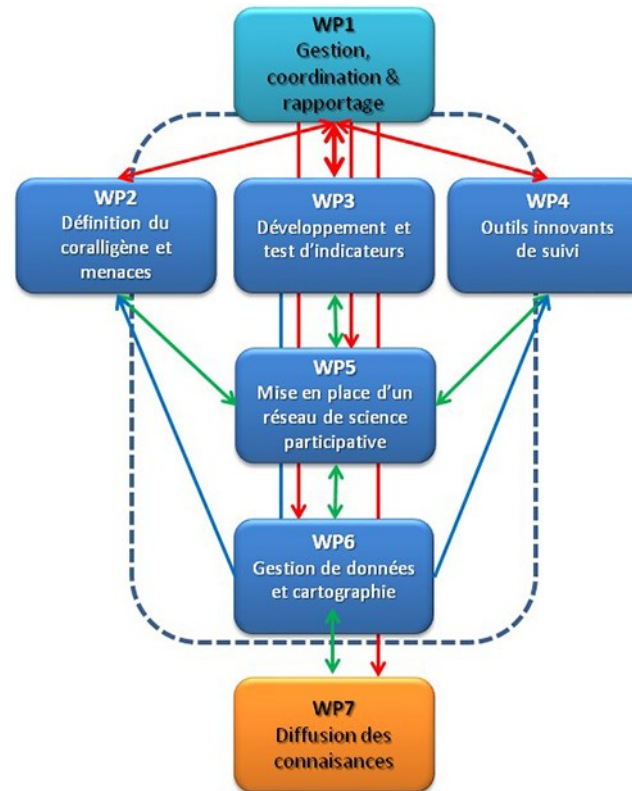 WP1
Gestion,
coordination &
rapportage
WP2
Définition du
coralligène et
menaces
WP3
Développement et
test d'indicateurs
WP4
Outils innovants
de suivi
WP5
Mise en place d'un
réseau de science
participative
WP6
Gestion de données
et cartographie
WP7
Diffusion des
connaisances